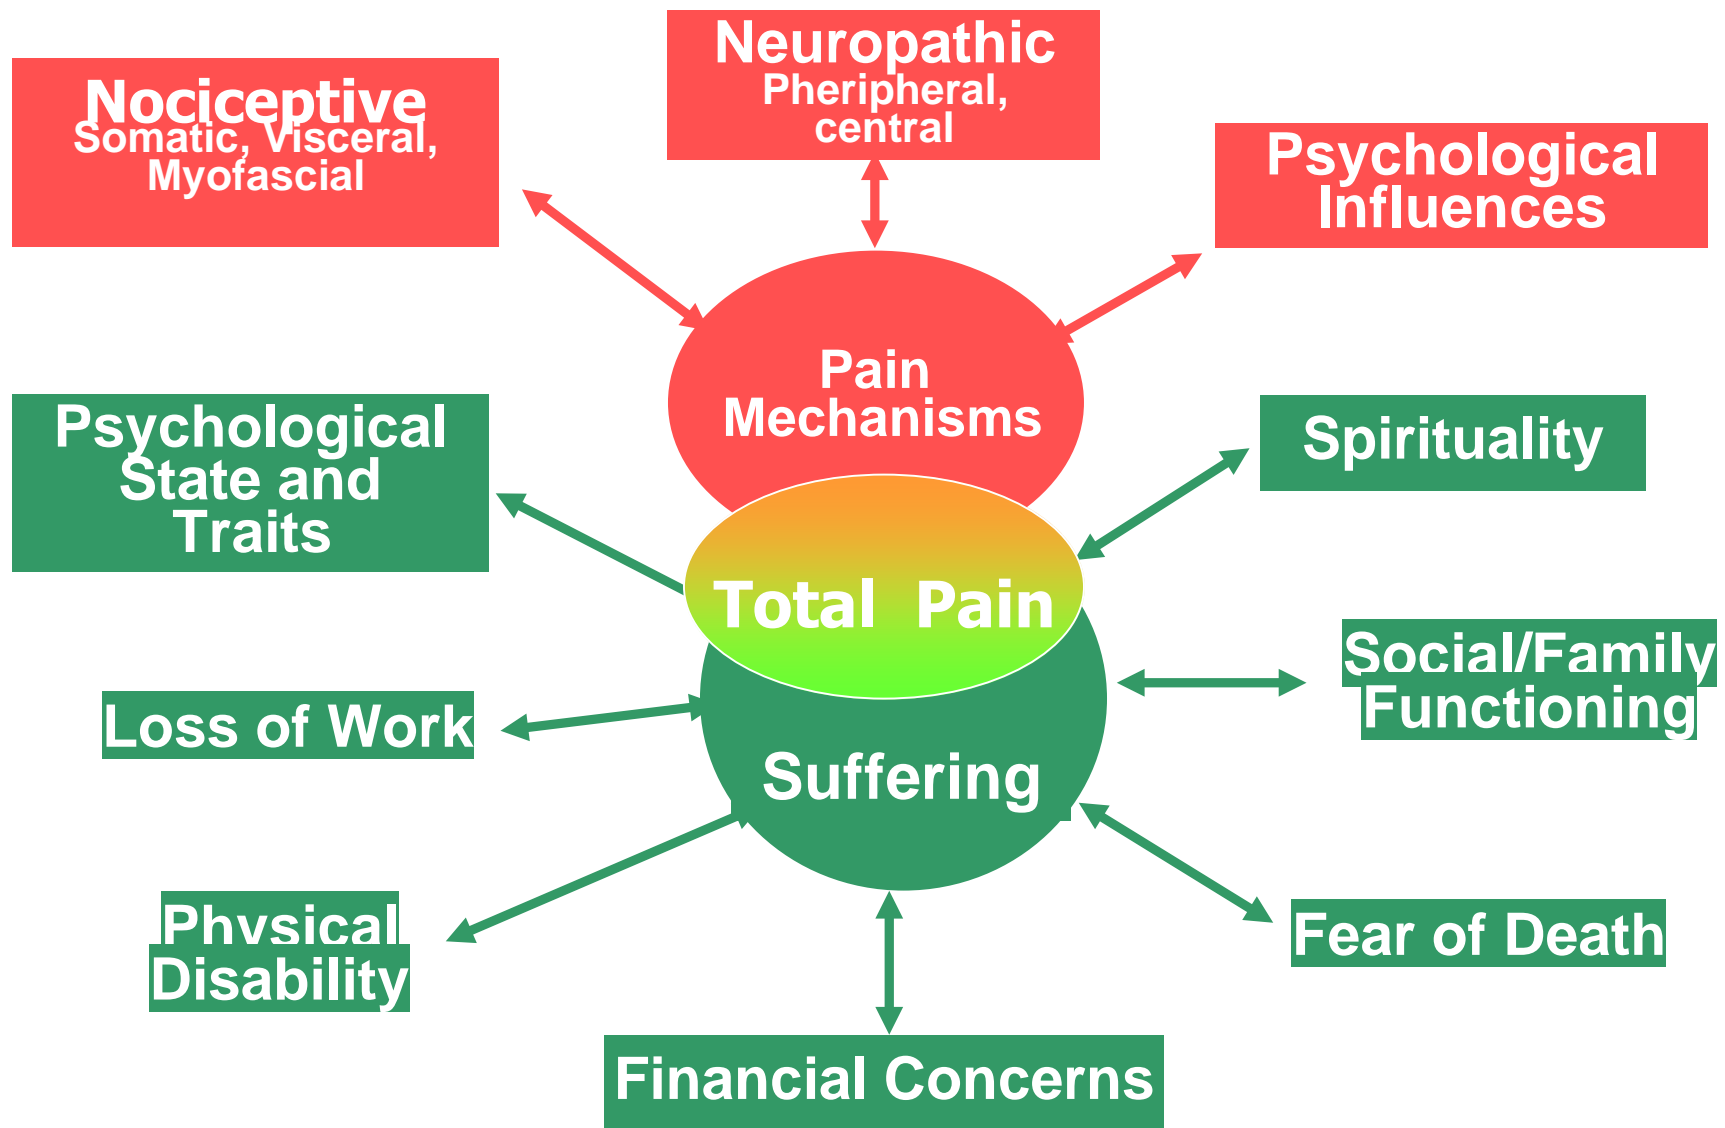 Neuropathic
Pheripheral,
central
Nociceptive
Somatic, Visceral,
Myofascial
Psychological
Influences
Pain
Mechanisms
Psychological
State and
Traits
Spirituality
Total Pain
Social/Family
Functioning
Loss of Work
Suffering
Physical
Disability
Fear of Death
Financial Concerns